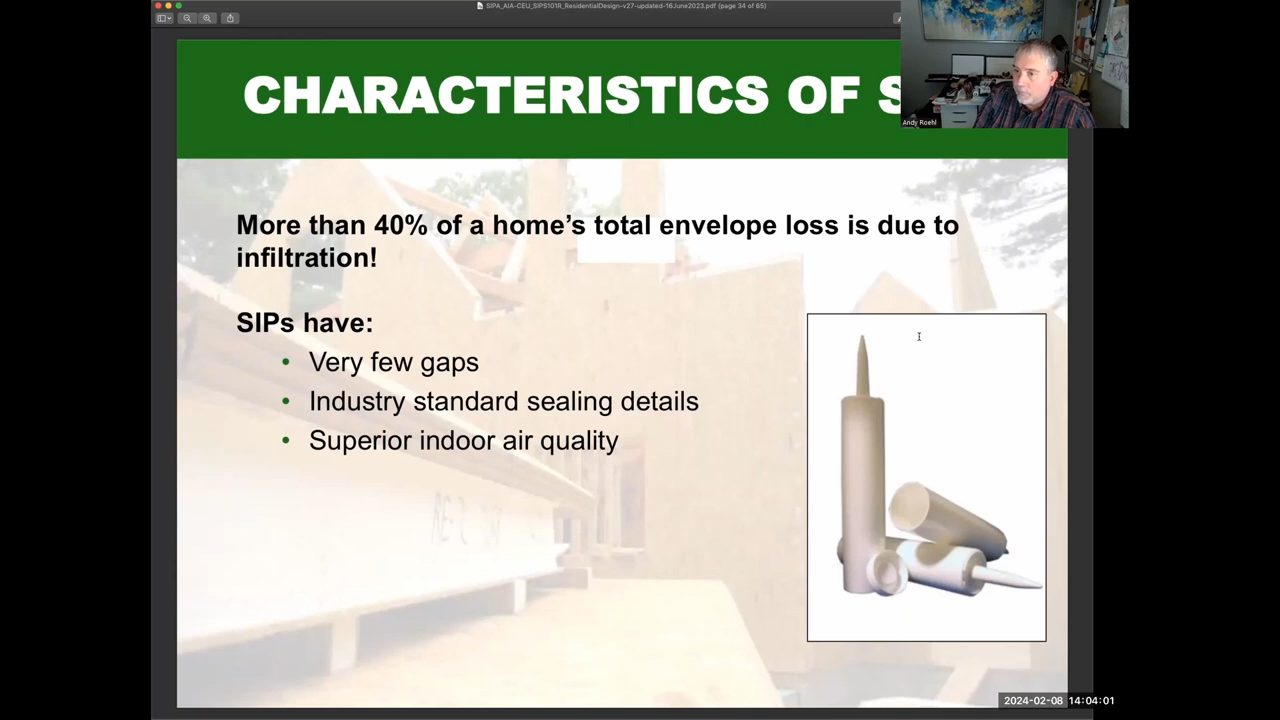 SIPA_AIA-CEU_SIPS101R_ResidentialDesign-v27-updated-16June2023.pdf (page 34 of 65)
CHARACTERISTICS OF S
Andy Roehl
More than 40% of a home’s total envelope loss is due to
infiltration!
SIPs have:
• Very few gaps
• Industry standard sealing details
• Superior indoor air quality
2024-02-08 14:04:01